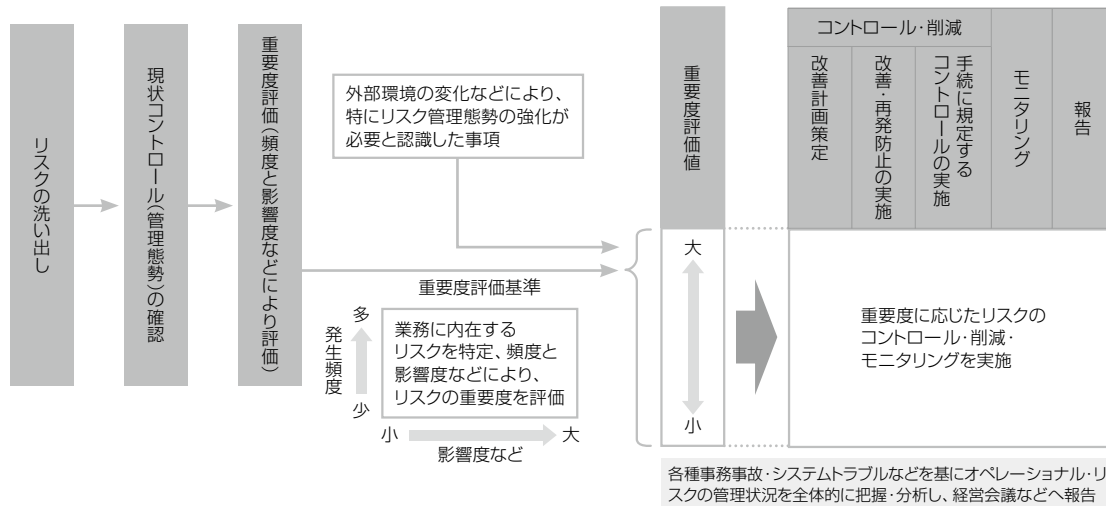 リスクの洗い出し
現状コントロール(管理態勢)の確認
重要度評価(頻度と影響度などにより評価)
外部環境の変化などにより、
特にリスク管理態勢の強化が
必要と認識した事項
重要度評価基準
多
発生頻度
少
業務に内在する
リスクを特定、頻度と
影響度などにより、
リスクの重要度を評価
小
大
影響度など
重要度評価値
大
小
コントロール・削減
改善計画策定
改善・再発防止の実施
手続に規定する
コントロールの実施
モニタリング
報告
重要度に応じたリスクの
コントロール・削減・
モニタリングを実施
各種事務事故・システムトラブルなどを基にオペレーショナル・リ
スクの管理状況を全体的に把握・分析し、経営会議などへ報告